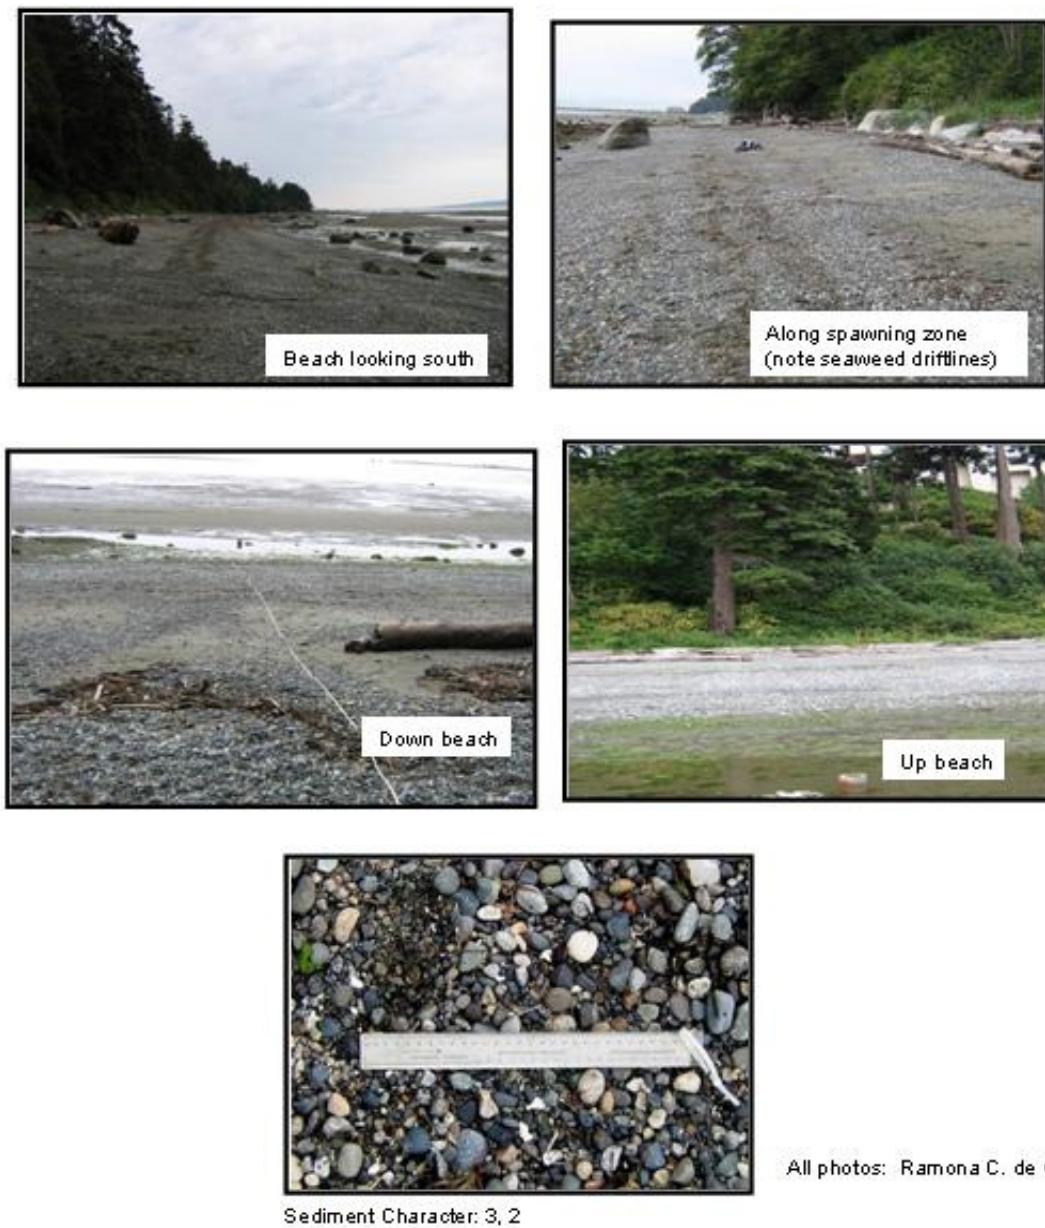 Beach looking south
Along spawning zone
(note seaweed driftlines)
Down beach
Up beach
All photos: Ramona C. de
Sediment Character: 3, 2